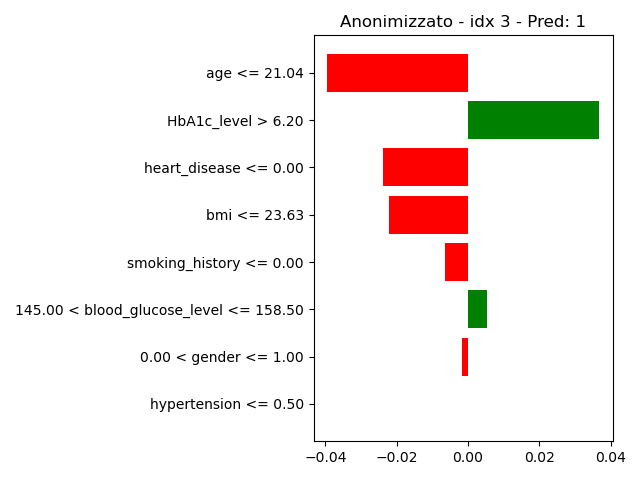 Anonimizzato - idx 3 - Pred: 1
age <= 21.04
HbA1c_level > 6.20
heart_disease <= 0.00
bmi <= 23.63
smoking_history <= 0.00
145.00 < blood_glucose_level <= 158.50
0.00 < gender <= 1.00
hypertension <= 0.50
−0.04 −0.02 0.00 0.02 0.04